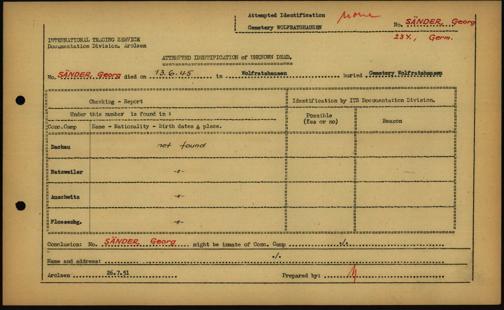 Attempted Identification
Cemetery WOLFRATSHAUSEN
None
No. SÄNDER, Georg
23Y., Germ.
INTERNATIONAL TRACING SERVICE
Documentation Division, Arolsen
ATTEMPTED IDENTIFICATION of UNKNOWN DEAD.
No. SÄNDER, Georg died on 13.6.45 in Wolfratshausen buried Cemetery Wolfratshausen
Checking - Report
Identification by ITS Documentation Division.
Under this number is found in :
Possible
(Yes or no)
Reason
Conc.Camp
Name - Nationality - Birth dates & place.
Dachau not found
Natzweiler -"-
Auschwitz -"-
Flossenbg. -"-
Conclusion: No. SÄNDER, Georg might be inmate of Conc. Camp ./.
Name and address: ./.
Arolsen 26.7.51 Prepared by: